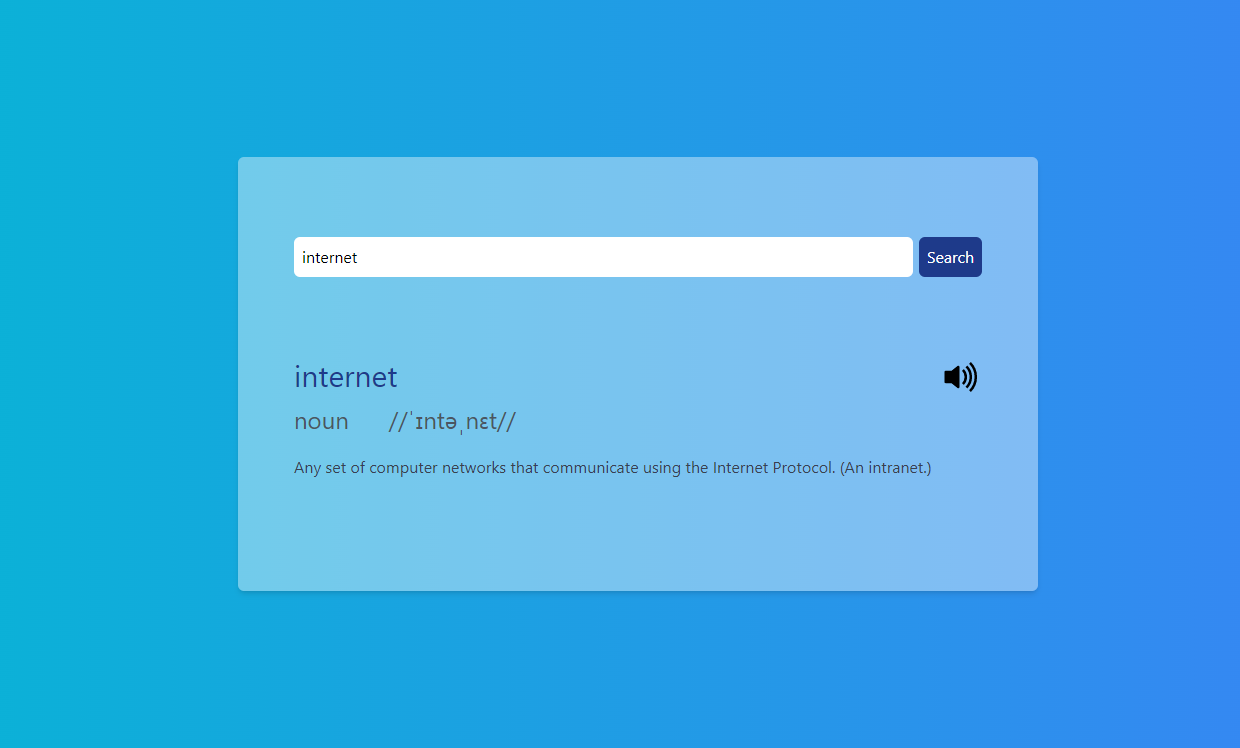 internet
Search
internet
noun //ˈɪntəˌnɛt//
Any set of computer networks that communicate using the Internet Protocol. (An intranet.)